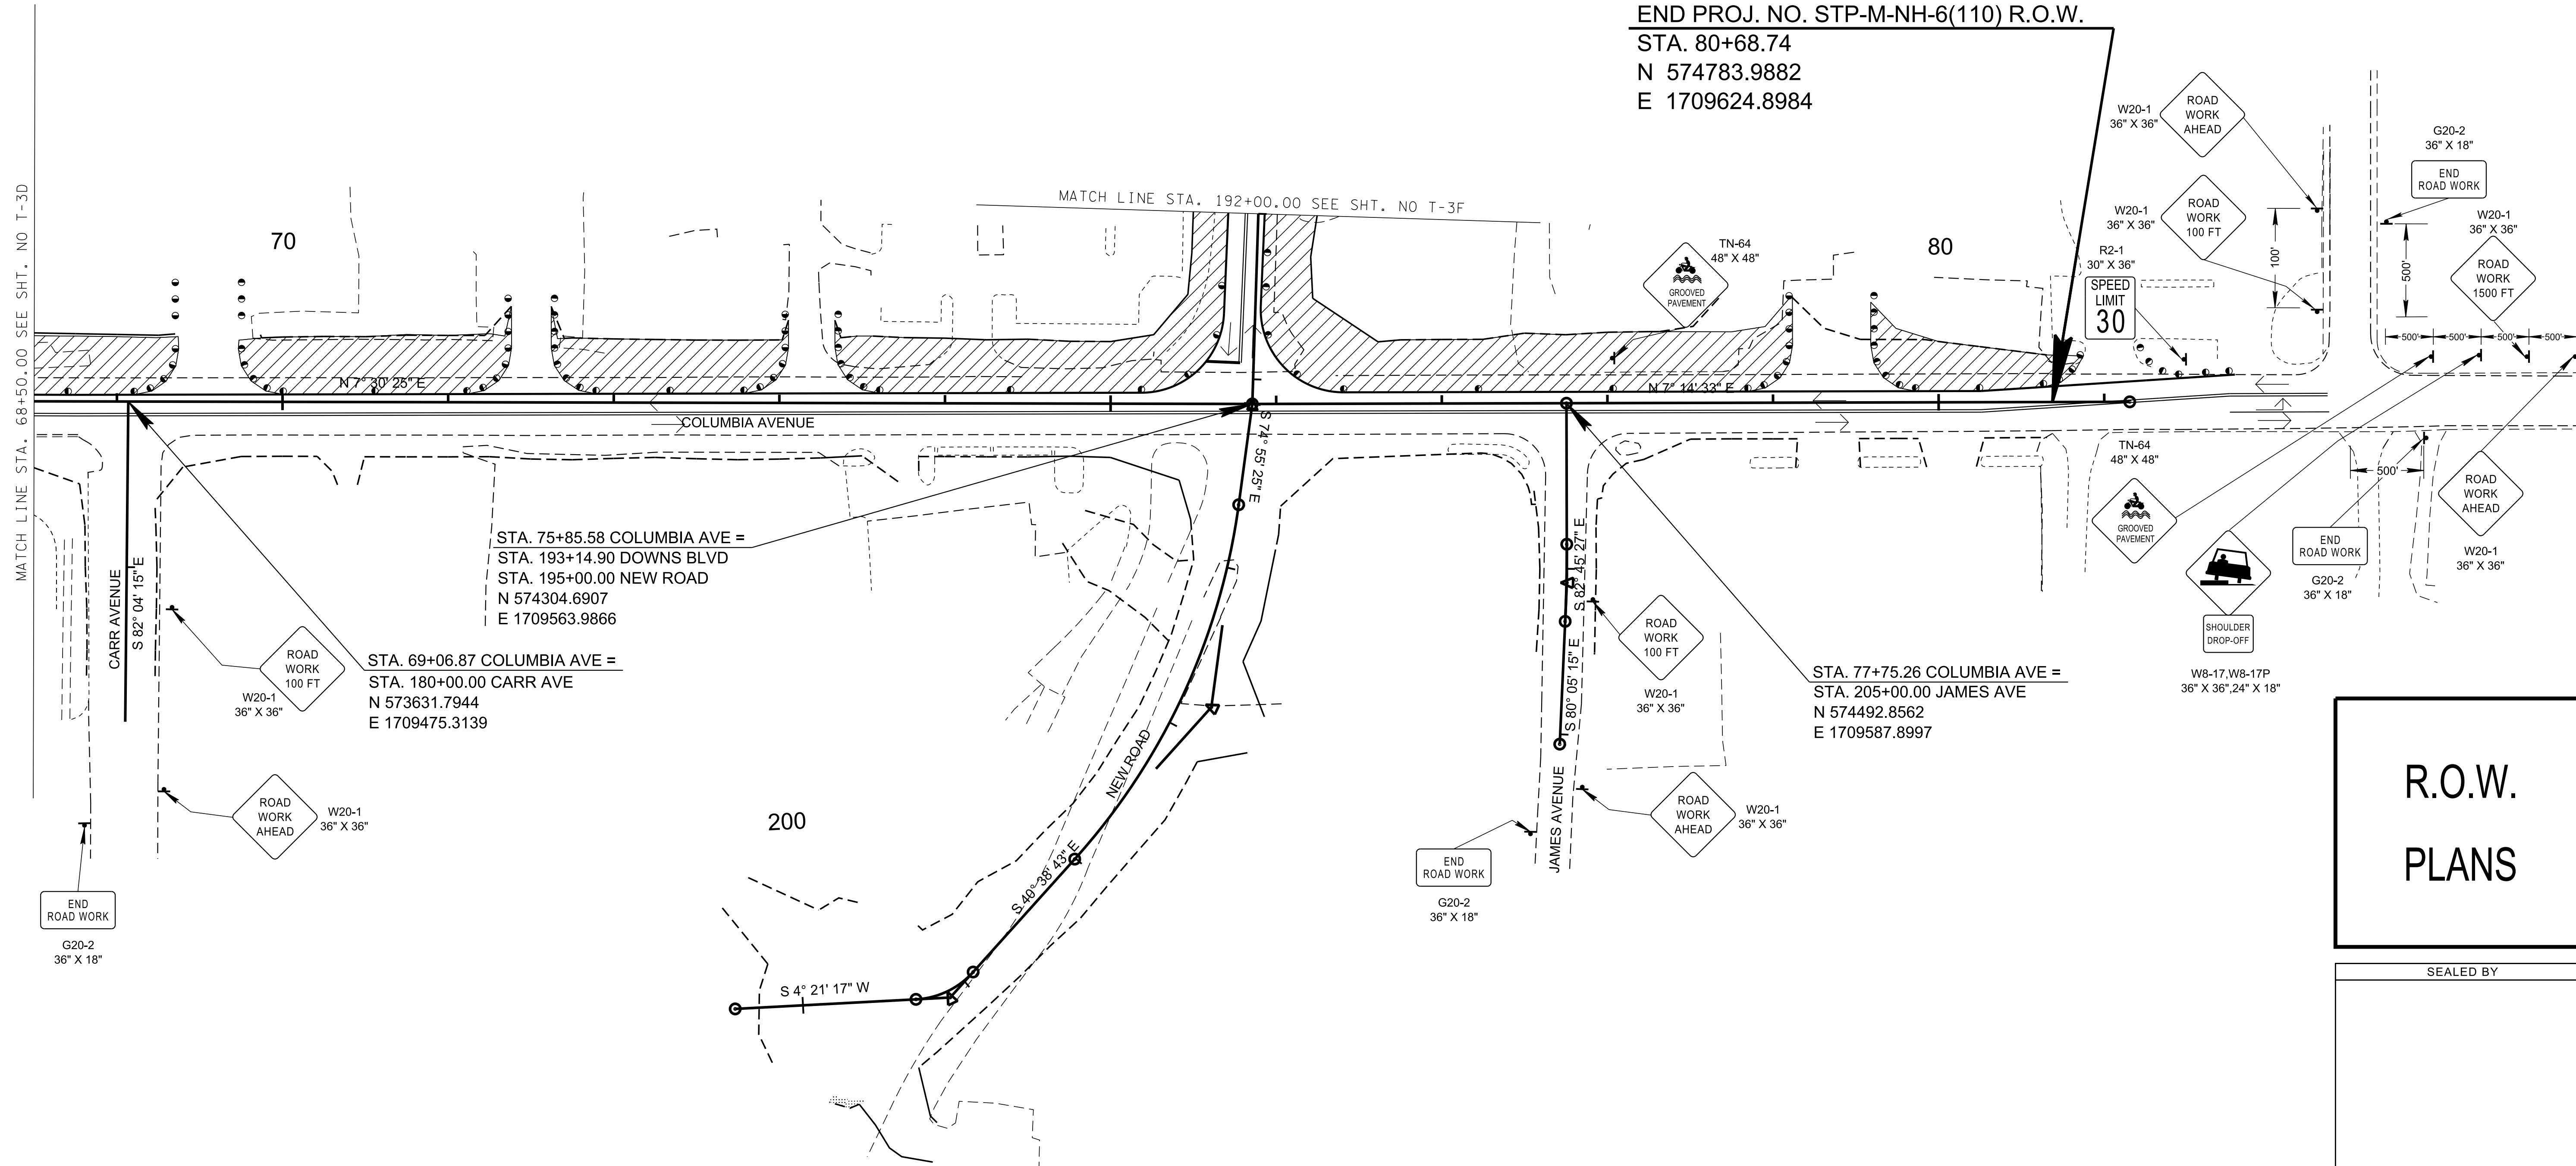 END PROJ. NO. STP-M-NH-6(110) R.O.W.
STA. 80+68.74
N 574783.9882
E 1709624.8984
MATCH LINE STA. 68+50.00 SEE SHT. NO T-3D
MATCH LINE STA. 192+00.00 SEE SHT. NO T-3F
70
80
TN-64
48" X 48"
GROOVED
PAVEMENT
W20-1
36" X 36"
ROAD
WORK
AHEAD
W20-1
36" X 36"
ROAD
WORK
100 FT
R2-1
30" X 36"
SPEED
LIMIT
30
100'
G20-2
36" X 18"
END
ROAD WORK
W20-1
36" X 36"
ROAD
WORK
1500 FT
500'
500'
500'
500'
500'
N 7° 30' 25" E
N 7° 14' 33" E
COLUMBIA AVENUE
S 74° 55' 25" E
CARR AVENUE
S 82° 04' 15" E
STA. 75+85.58 COLUMBIA AVE =
STA. 193+14.90 DOWNS BLVD
STA. 195+00.00 NEW ROAD
N 574304.6907
E 1709563.9866
STA. 69+06.87 COLUMBIA AVE =
STA. 180+00.00 CARR AVE
N 573631.7944
E 1709475.3139
ROAD
WORK
100 FT
W20-1
36" X 36"
ROAD
WORK
AHEAD
W20-1
36" X 36"
END
ROAD WORK
G20-2
36" X 18"
200
NEW ROAD
S 40° 38' 43" E
S 4° 21' 17" W
S 82° 45' 27" E
S 80° 05' 15" E
JAMES AVENUE
ROAD
WORK
100 FT
W20-1
36" X 36"
ROAD
WORK
AHEAD
W20-1
36" X 36"
END
ROAD WORK
G20-2
36" X 18"
STA. 77+75.26 COLUMBIA AVE =
STA. 205+00.00 JAMES AVE
N 574492.8562
E 1709587.8997
TN-64
48" X 48"
GROOVED
PAVEMENT
SHOULDER
DROP-OFF
W8-17,W8-17P
36" X 36",24" X 18"
500'
END
ROAD WORK
G20-2
36" X 18"
ROAD
WORK
AHEAD
W20-1
36" X 36"
R.O.W.
PLANS
SEALED BY